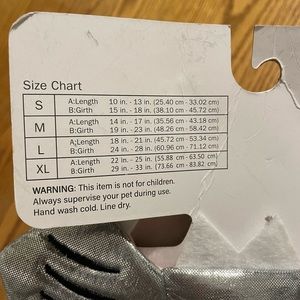 Size Chart
S A:Length 10 in. - 13 in. (25.40 cm - 33.02 cm)
B:Girth 15 in. - 18 in. (38.10 cm - 45.72 cm)
M A:Length 14 in. - 17 in. (35.56 cm - 43.18 cm)
B:Girth 19 in. - 23 in. (48.26 cm - 58.42 cm)
L A;Length 18 in. - 21 in. (45.72 cm - 53.34 cm)
B:Girth 24 in. - 28 in. (60.96 cm - 71.12 cm)
XL A:Length 22 in. - 25 in. (55.88 cm - 63.50 cm)
B:Girth 29 in. - 33 in. (73.66 cm - 83.82 cm)
WARNING: This item is not for children.
Always supervise your pet during use.
Hand wash cold. Line dry.